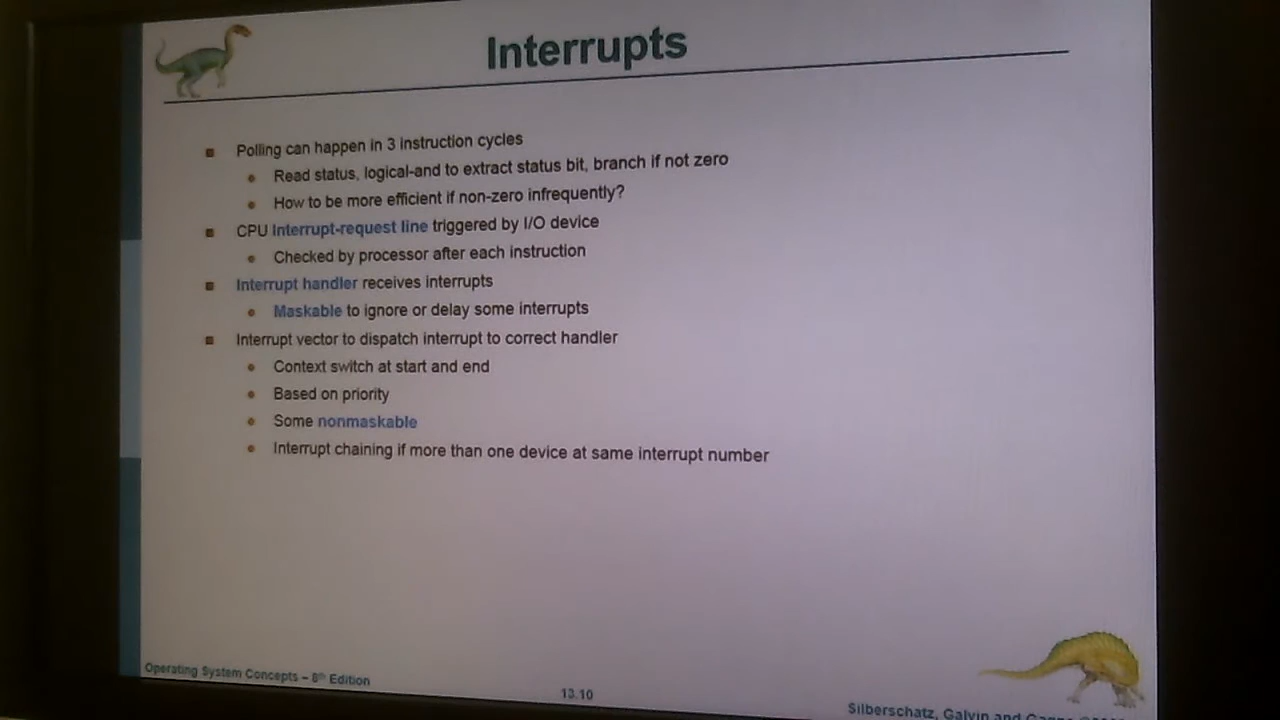 Interrupts
Polling can happen in 3 instruction cycles
Read status, logical-and to extract status bit, branch if not zero
How to be more efficient if non-zero infrequently?
CPU Interrupt-request line triggered by I/O device
Checked by processor after each instruction
Interrupt handler receives interrupts
Maskable to ignore or delay some interrupts
Interrupt vector to dispatch interrupt to correct handler
Context switch at start and end
Based on priority
Some nonmaskable
Interrupt chaining if more than one device at same interrupt number
Operating System Concepts – 8th Edition
13.10
Silberschatz, Galvin and